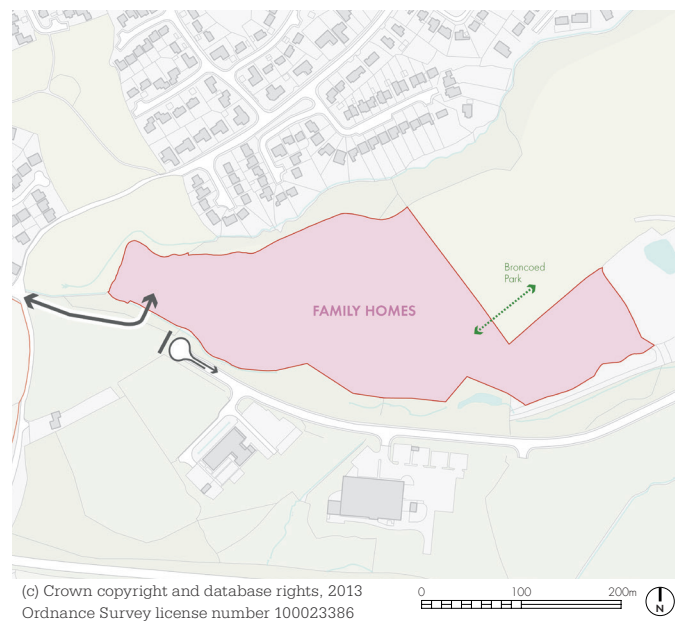 Broncoed
Park
FAMILY HOMES
(c) Crown copyright and database rights, 2013
Ordnance Survey license number 100023386
0 100 200m
N